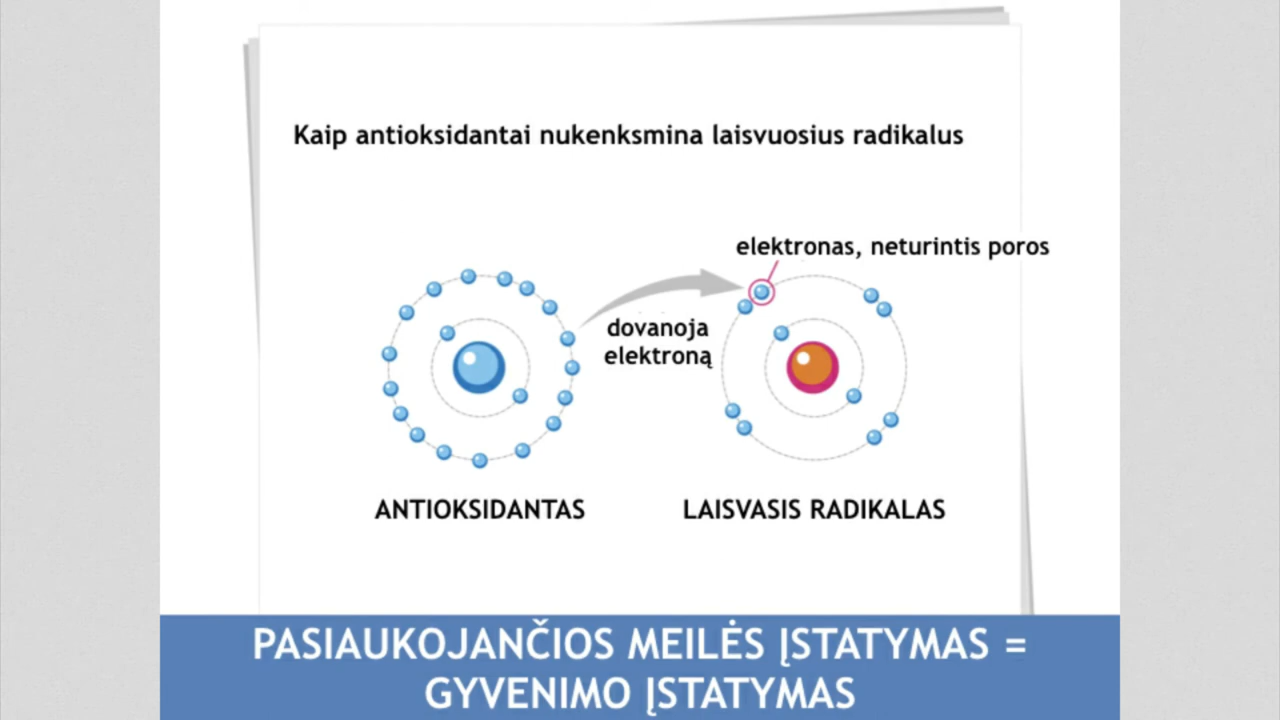 Kaip antioksidantai nukenksmina laisvuosius radikalus
elektronas, neturintis poros
dovanoja
elektroną
ANTIOKSIDANTAS
LAISVASIS RADIKALAS
PASIAUKOJANČIOS MEILĖS ĮSTATYMAS =
GYVENIMO ĮSTATYMAS